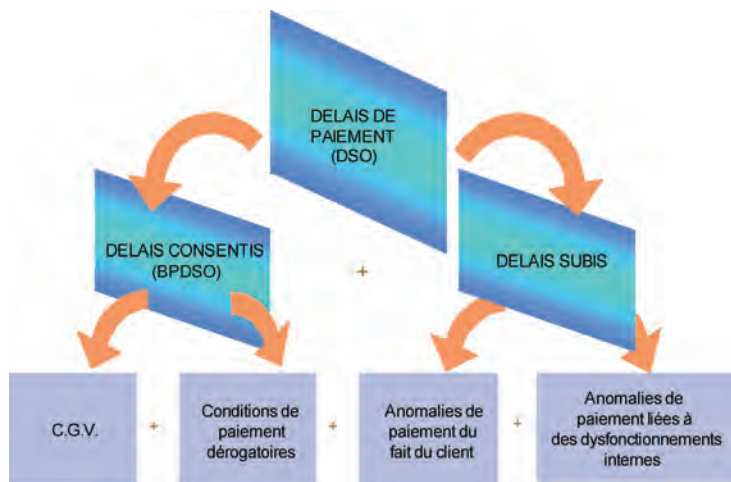 DELAIS DE
PAIEMENT
(DSO)
DELAIS CONSENTIS
(BPDSO)
+
DELAIS SUBIS
C.G.V.
+
Conditions de
paiement
dérogatoires
+
Anomalies de
paiement du
fait du client
+
Anomalies de
paiement liées à
des dysfonctionnements
internes